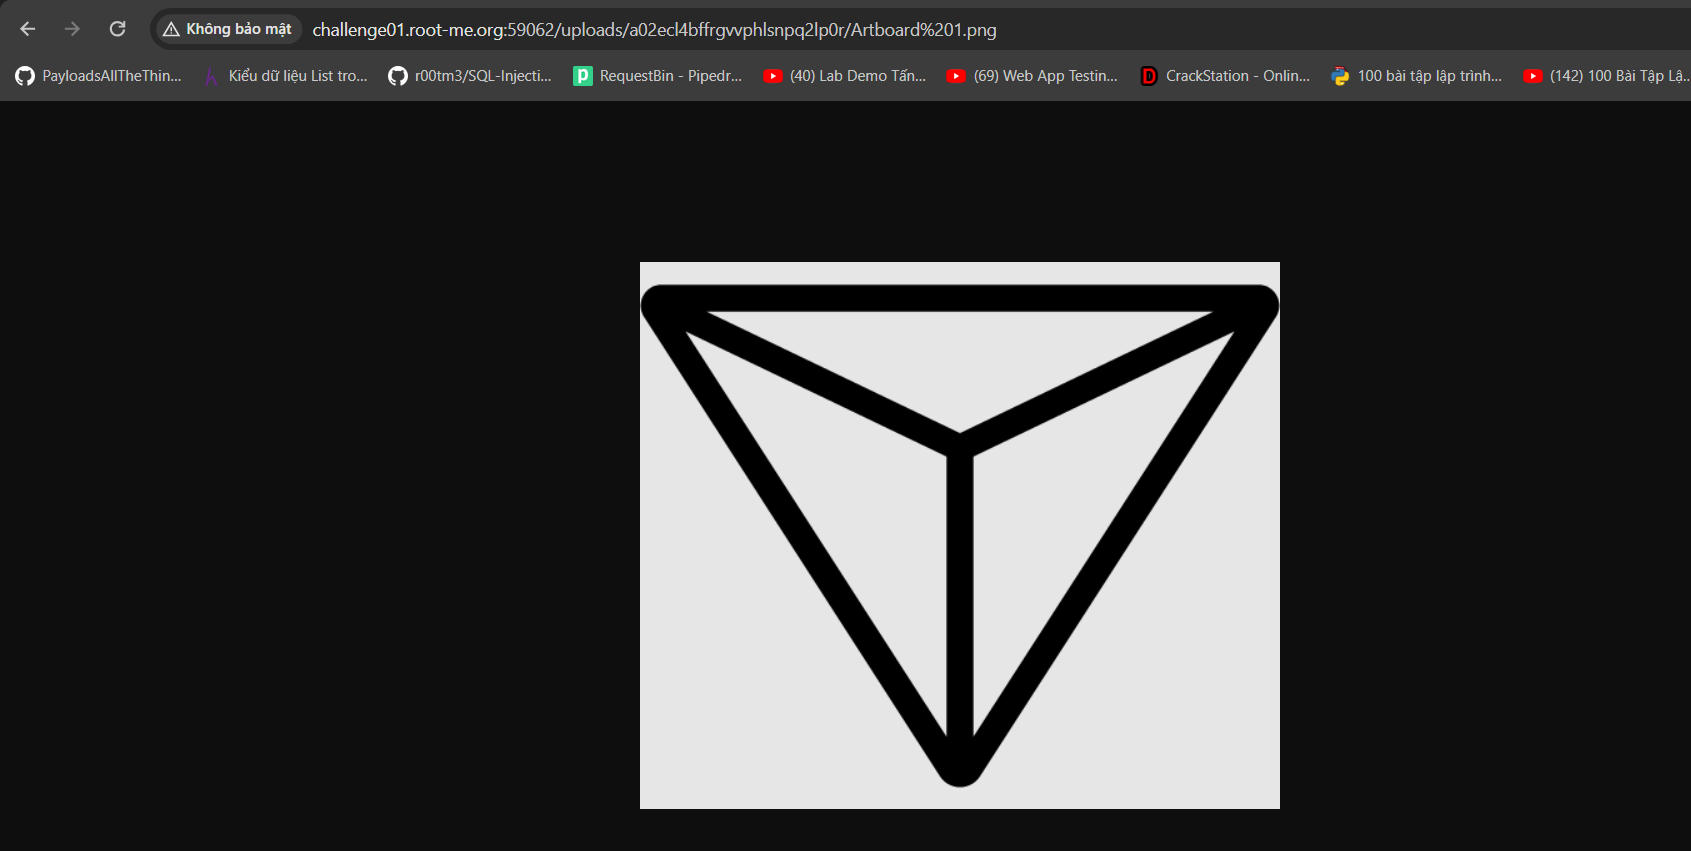 Không bảo mật challenge01.root-me.org:59062/uploads/a02ecl4bffrgvvphlsnpq2lp0r/Artboard%201.png
PayloadsAllTheThin... Kiểu dữ liệu List tro... r00tm3/SQL-Injecti... RequestBin - Pipedr... (40) Lab Demo Tấn... (69) Web App Testin... CrackStation - Onlin... 100 bài tập lập trình... (142) 100 Bài Tập Lậ...